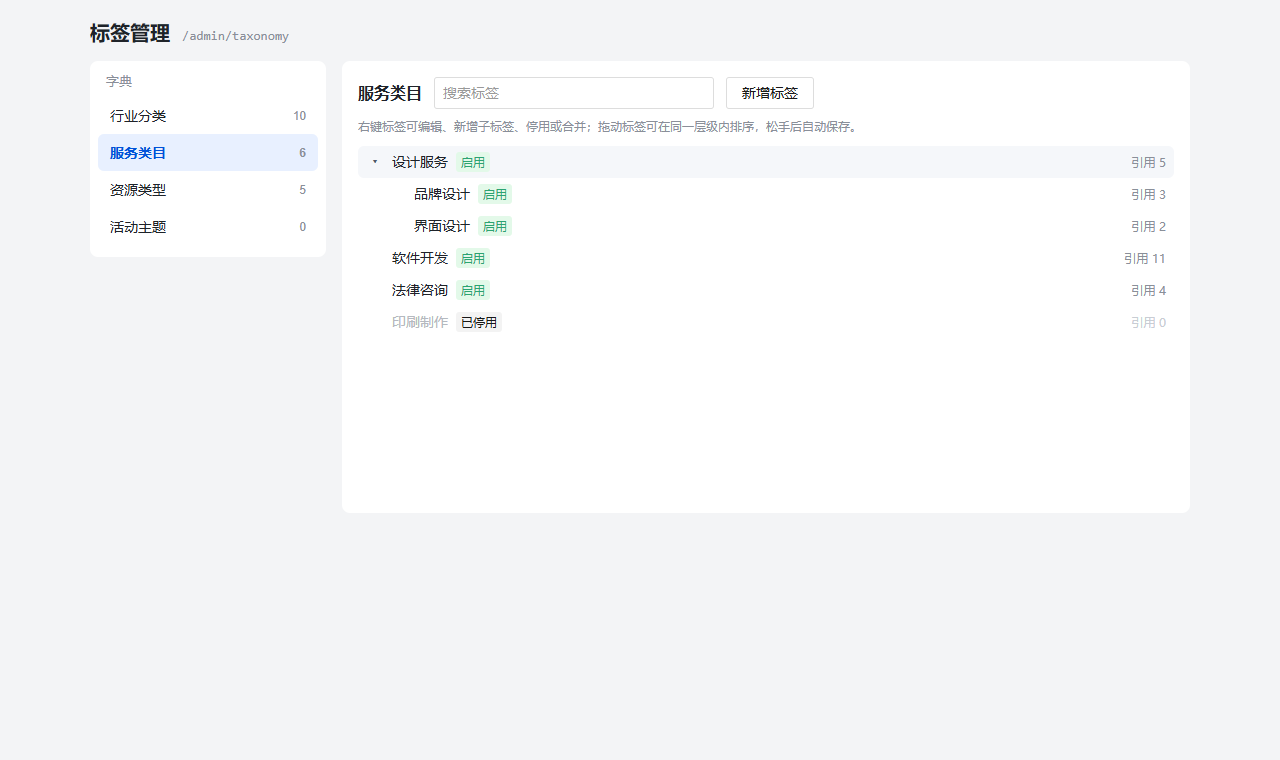 标签管理 /admin/taxonomy
字典
行业分类 10
服务类目 6
资源类型 5
活动主题 0
服务类目 搜索标签 新增标签
右键标签可编辑、新增子标签、停用或合并；拖动标签可在同一层级内排序，松手后自动保存。
设计服务 启用 引用 5
品牌设计 启用 引用 3
界面设计 启用 引用 2
软件开发 启用 引用 11
法律咨询 启用 引用 4
印刷制作 已停用 引用 0